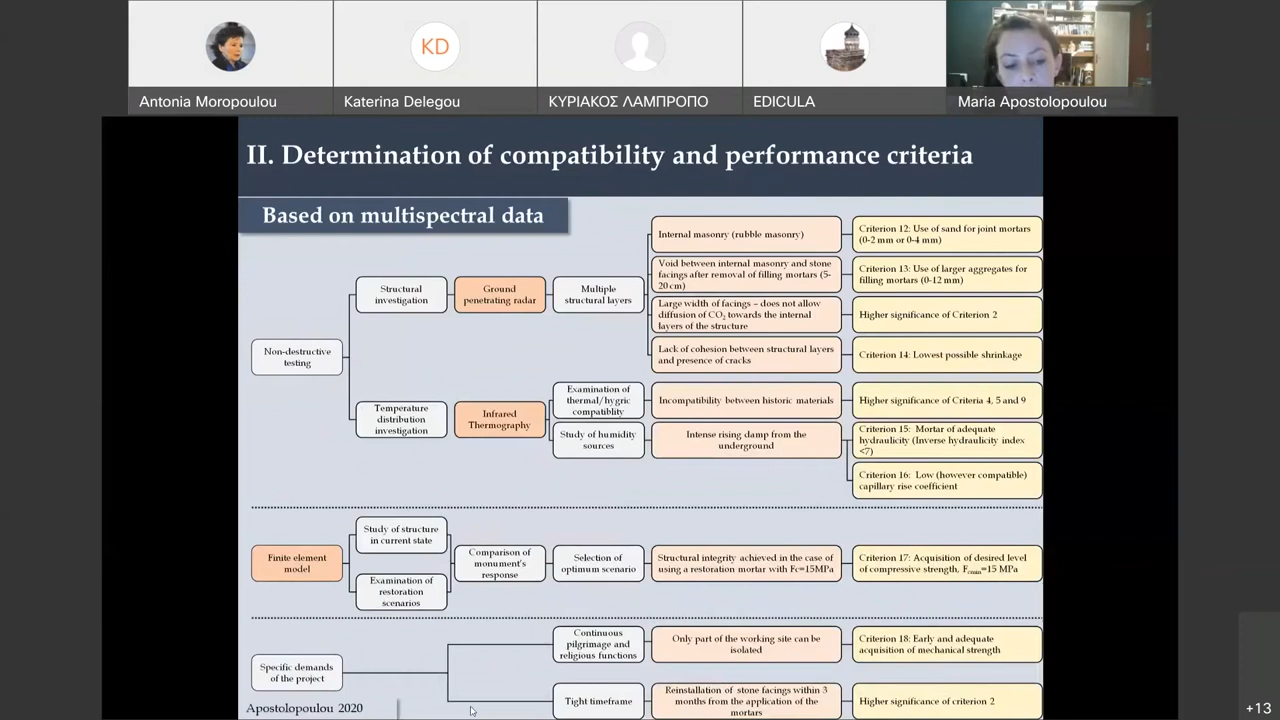 KD
Antonia Moropoulou
Katerina Delegou
ΚΥΡΙΑΚΟΣ ΛΑΜΠΡΟΠΟ
EDICULA
Maria Apostolopoulou
II. Determination of compatibility and performance criteria
Based on multispectral data
Non-destructive
testing
Structural
investigation
Ground
penetrating radar
Multiple
structural layers
Internal masonry (rubble masonry)
Criterion 12: Use of sand for joint mortars
(0-2 mm or 0-4 mm)
Void between internal masonry and stone
facings after removal of filling mortars (5-
20 cm)
Criterion 13: Use of larger aggregates for
filling mortars (0-12 mm)
Large width of facings – does not allow
diffusion of CO2 towards the internal
layers of the structure
Higher significance of Criterion 2
Lack of cohesion between structural layers
and presence of cracks
Criterion 14: Lowest possible shrinkage
Temperature
distribution
investigation
Infrared
Thermography
Examination of
thermal/hygric
compatiblity
Incompatibility between historic materials
Higher significance of Criteria 4, 5 and 9
Study of humidity
sources
Intense rising damp from the
underground
Criterion 15: Mortar of adequate
hydraulicity (Inverse hydraulicity index
<7)
Criterion 16: Low (however compatible)
capillary rise coefficient
Finite element
model
Study of structure
in current state
Examination of
restoration
scenarios
Comparison of
monument's
response
Selection of
optimum scenario
Structural integrity achieved in the case of
using a restoration mortar with Fc=15MPa
Criterion 17: Acquisition of desired level
of compressive strength, Fcmin=15 MPa
Specific demands
of the project
Continuous
pilgrimage and
religious functions
Only part of the working site can be
isolated
Criterion 18: Early and adequate
acquisition of mechanical strength
Tight timeframe
Reinstallation of stone facings within 3
months from the application of the
mortars
Higher significance of criterion 2
Apostolopoulou 2020
+13